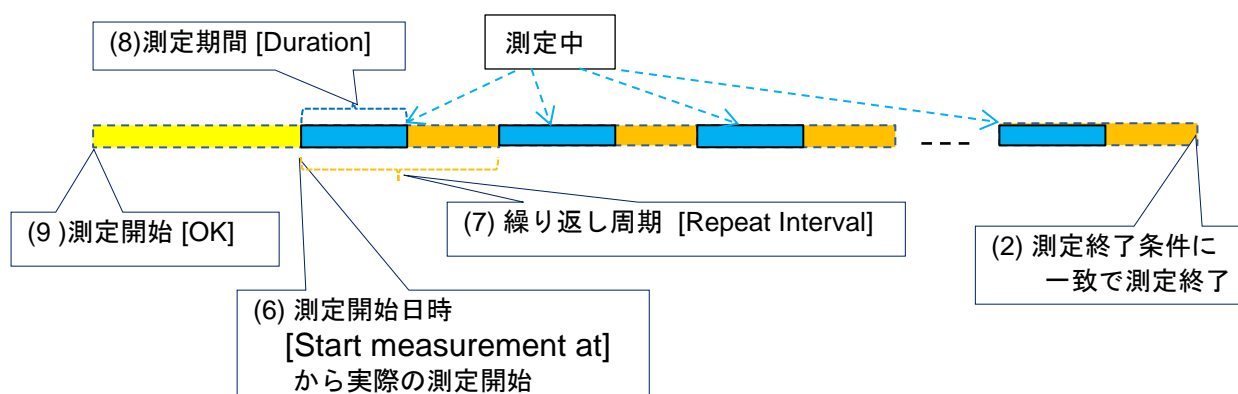 (8)測定期間 [Duration]
測定中
(9 )測定開始 [OK]
(7) 繰り返し周期 [Repeat Interval]
(2) 測定終了条件に
一致で測定終了
(6) 測定開始日時
[Start measurement at]
から実際の測定開始